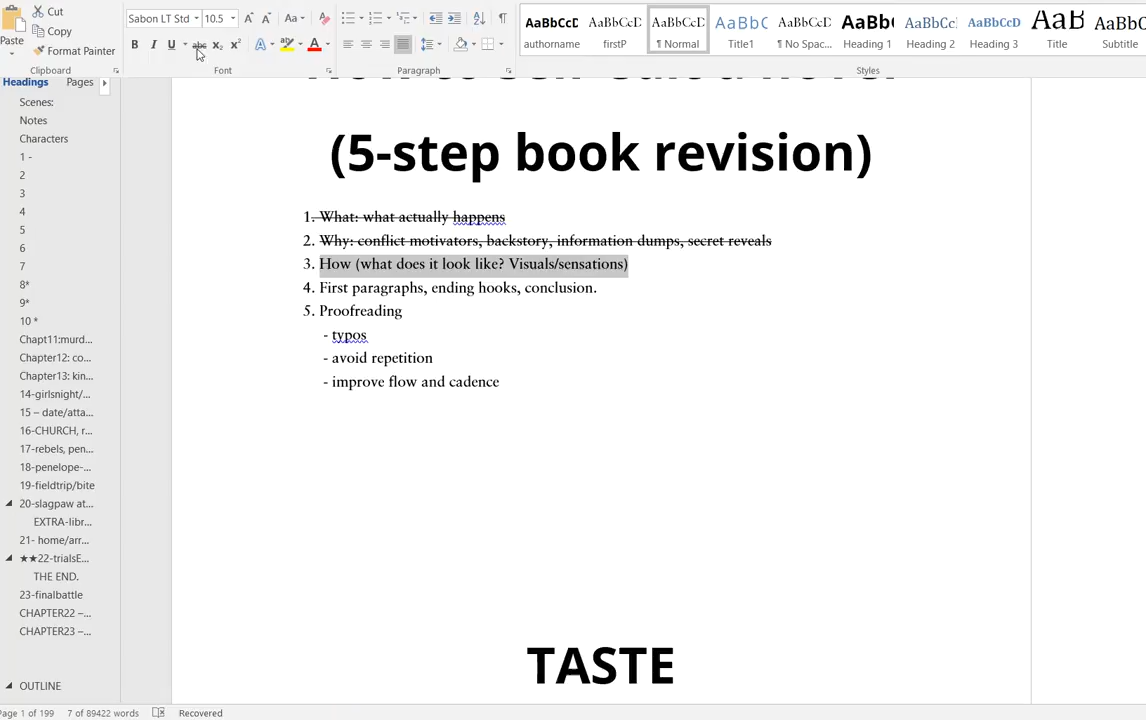 Cut
Sabon LT Std
10.5
Aa
AaBbCcD
AaBbCcD
AaBbCcD
AaBbC
AaBbCcD
AaBb
AaBbCc
AaBbCcD
AaB
AaBbC
Paste
Copy
Format Painter
B
I
U
abc
X₂
X²
A
A
authorname
firstP
¶ Normal
Title1
¶ No Spac...
Heading 1
Heading 2
Heading 3
Title
Subtitle
Clipboard
Font
Paragraph
Styles
Headings
Pages
Scenes:
Notes
Characters
1 -
2
3
4
5
6
7
8*
9*
10 *
Chapt11:murd...
Chapter12: co...
Chapter13: kin...
14-girlsnight/...
15 – date/atta...
16-CHURCH, r...
17-rebels, pen...
18-penelope-...
19-fieldtrip/bite
20-slagpaw at...
EXTRA-libr...
21- home/arr...
★★22-trialsE...
THE END.
23-finalbattle
CHAPTER22 –...
CHAPTER23 –...
OUTLINE
(5-step book revision)
1. What: what actually happens
2. Why: conflict motivators, backstory, information dumps, secret reveals
3. How (what does it look like? Visuals/sensations)
4. First paragraphs, ending hooks, conclusion.
5. Proofreading
- typos
- avoid repetition
- improve flow and cadence
TASTE
Page 1 of 199
7 of 89422 words
Recovered